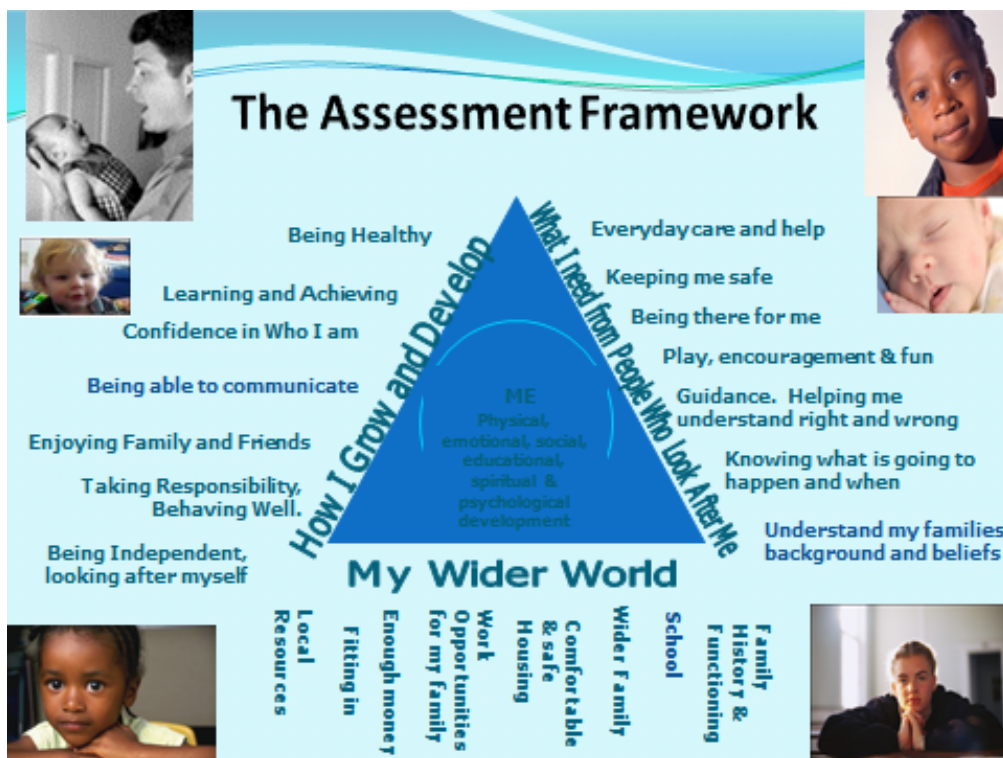 The Assessment Framework
Being Healthy
Learning and Achieving
Confidence in Who I am
Being able to communicate
Enjoying Family and Friends
Taking Responsibility,
Behaving Well.
Being Independent,
looking after myself
How I Grow and Develop
What I need from People Who Look After Me
Everyday care and help
Keeping me safe
Being there for me
Play, encouragement & fun
Guidance. Helping me
understand right and wrong
Knowing what is going to
happen and when
Understand my families
background and beliefs
ME
Physical,
emotional, social,
educational,
spiritual &
psychological
development
My Wider World
Local
Resources
Fitting in
Enough money
for my family
Work
Opportunities
Comfortable
& safe
Housing
Wider Family
School
Family
History &
Functioning